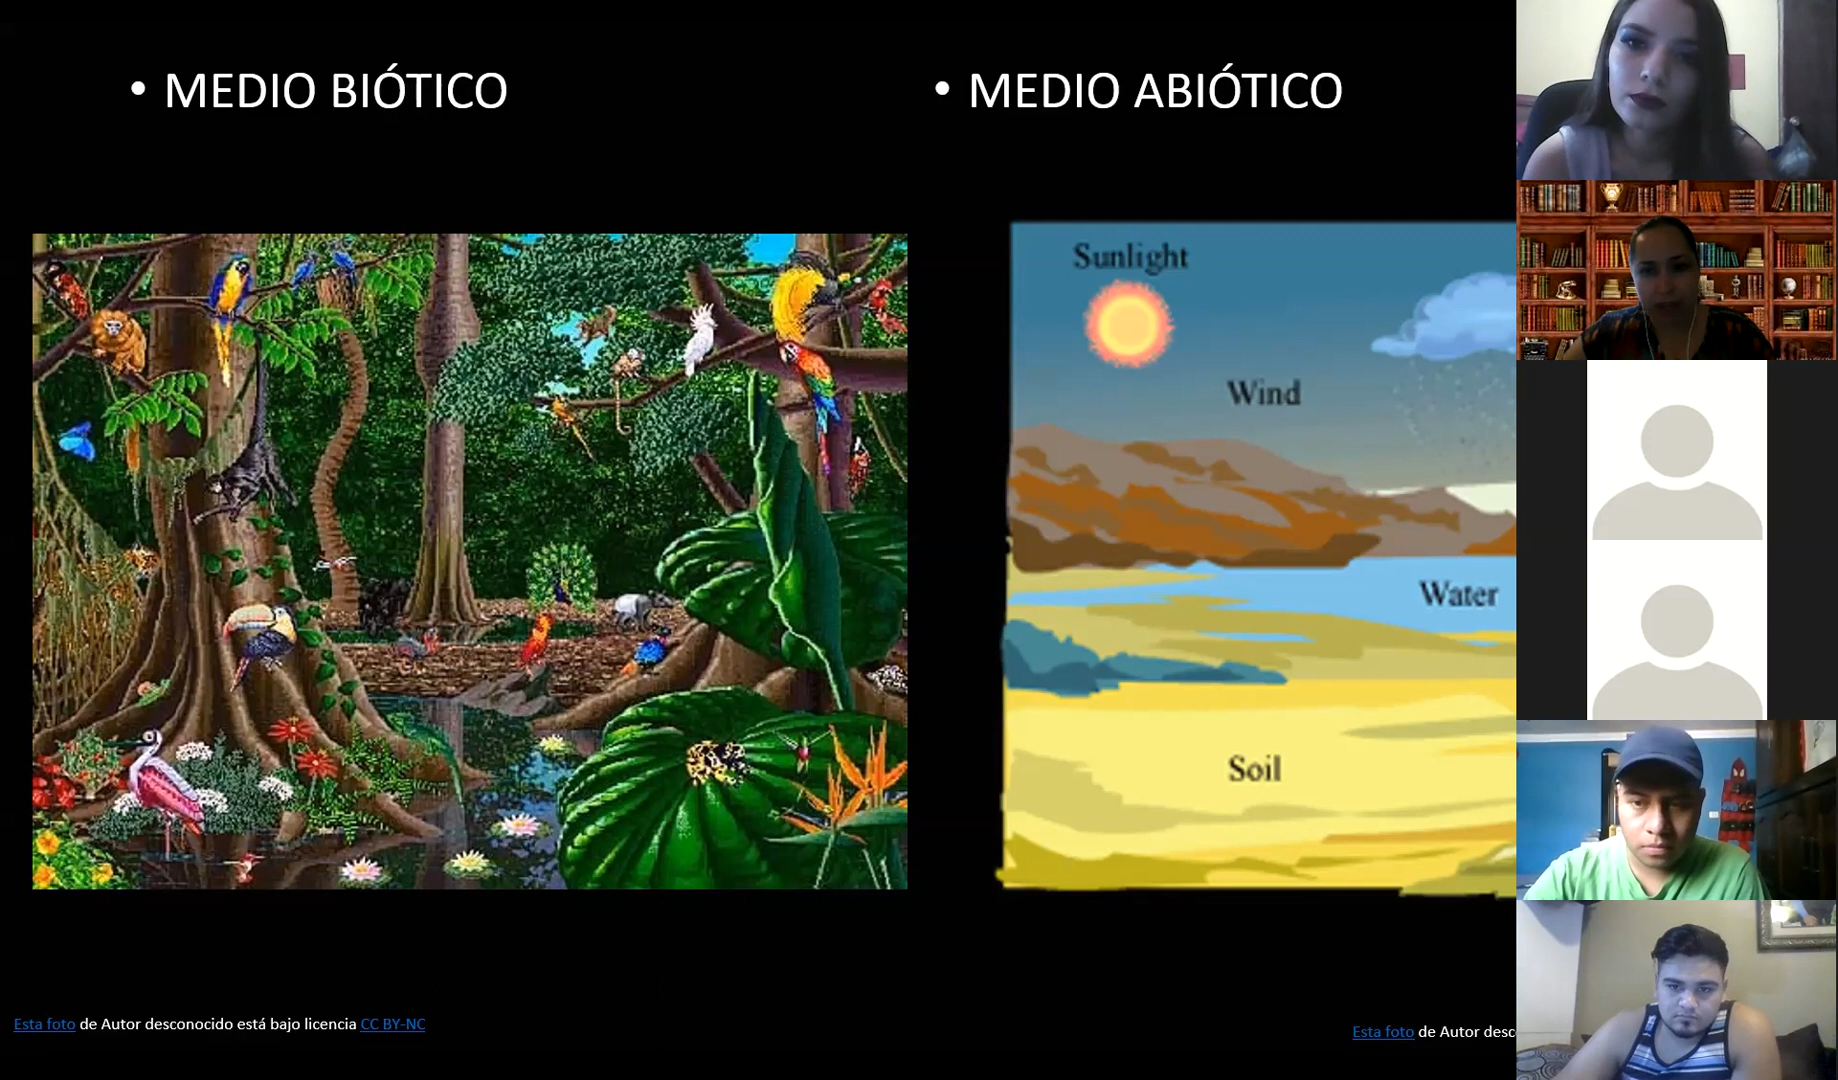 • MEDIO BIÓTICO
• MEDIO ABIÓTICO
Sunlight
Wind
Water
Soil
Esta foto de Autor desconocido está bajo licencia CC BY-NC
Esta foto de Autor desc